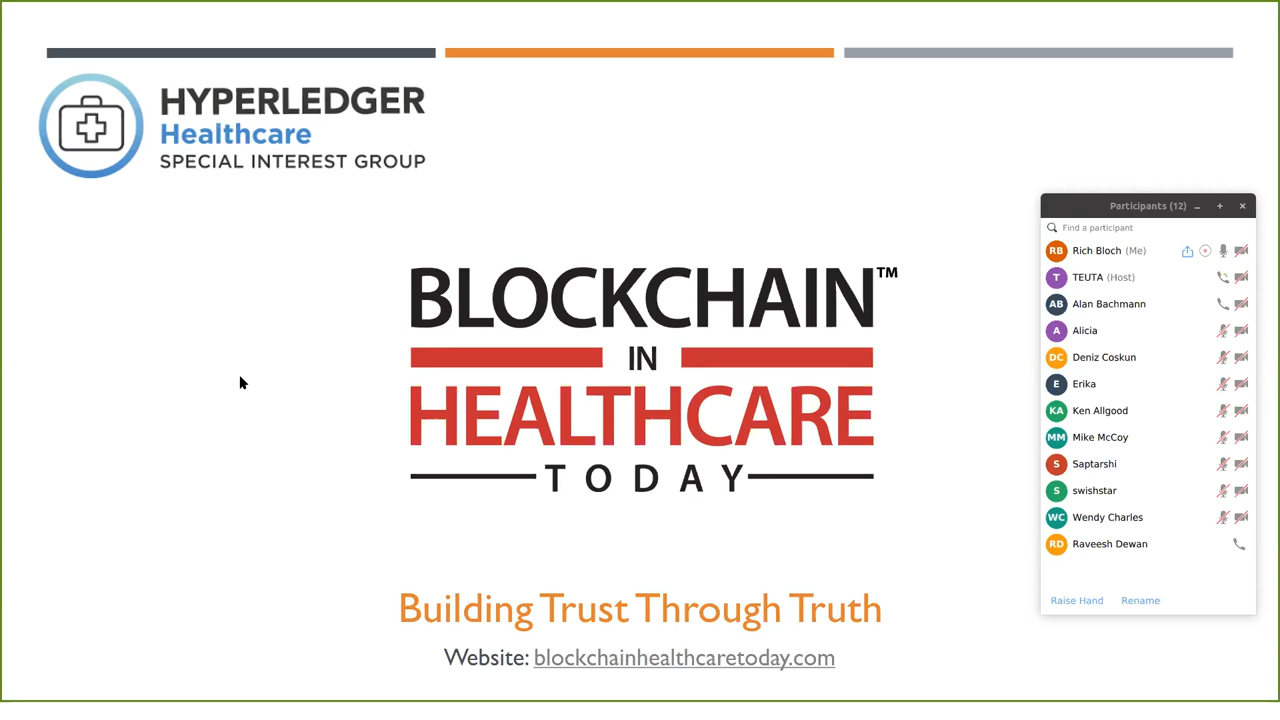 HYPERLEDGER
Healthcare
SPECIAL INTEREST GROUP
BLOCKCHAIN™
IN
HEALTHCARE
TODAY
Building Trust Through Truth
Website: blockchainhealthcaretoday.com
Participants (12)
Find a participant
RB Rich Bloch (Me)
T TEUTA (Host)
AB Alan Bachmann
A Alicia
DC Deniz Coskun
E Erika
KA Ken Allgood
MM Mike McCoy
S Saptarshi
S swishstar
WC Wendy Charles
RD Raveesh Dewan
Raise Hand Rename